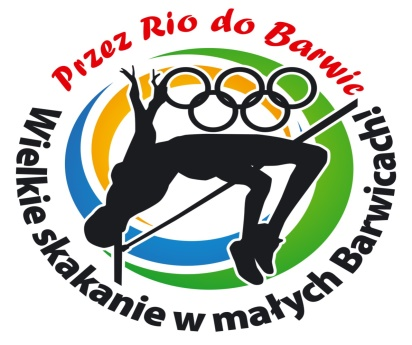 Przez Rio do Barwic
Wielkie skakanie w małych Barwicach!